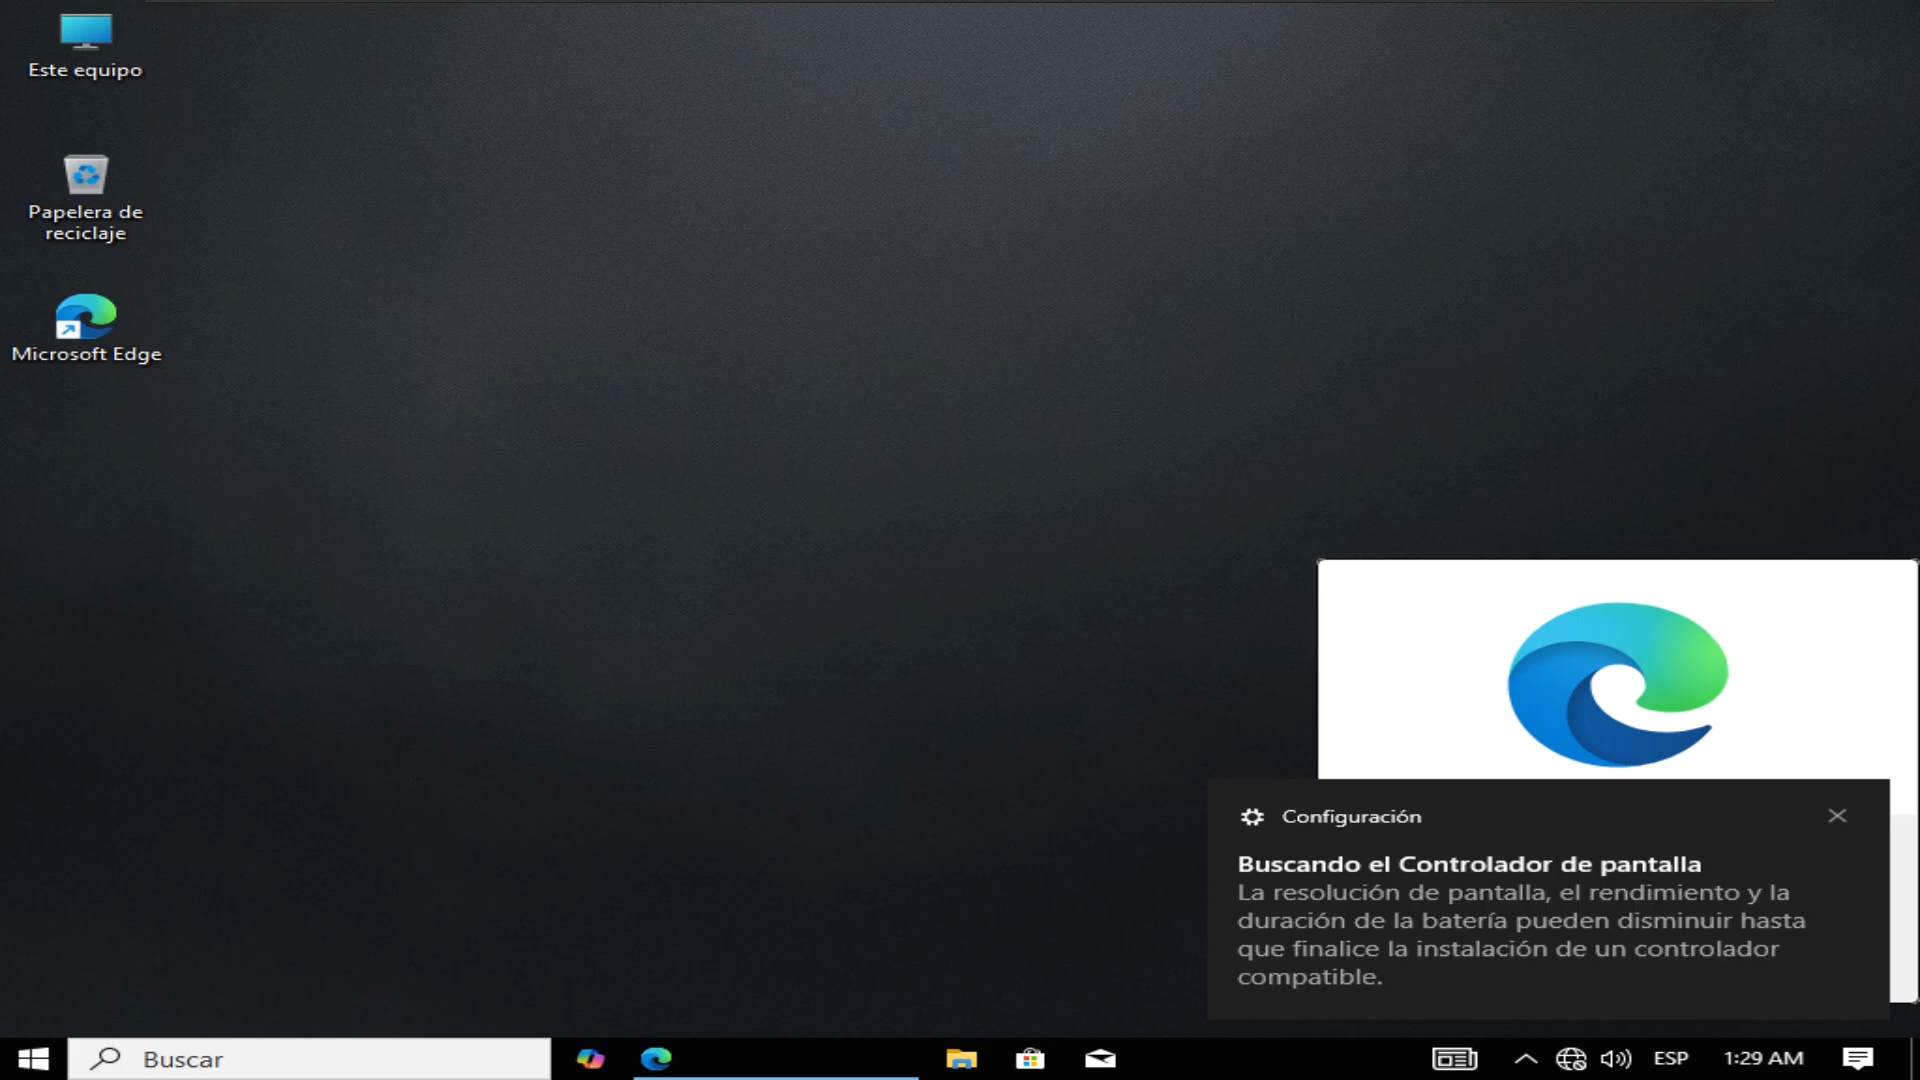 Este equipo
Papelera de
reciclaje
Microsoft Edge
Configuración
Buscando el Controlador de pantalla
La resolución de pantalla, el rendimiento y la
duración de la batería pueden disminuir hasta
que finalice la instalación de un controlador
compatible.
Buscar
ESP
1:29 AM